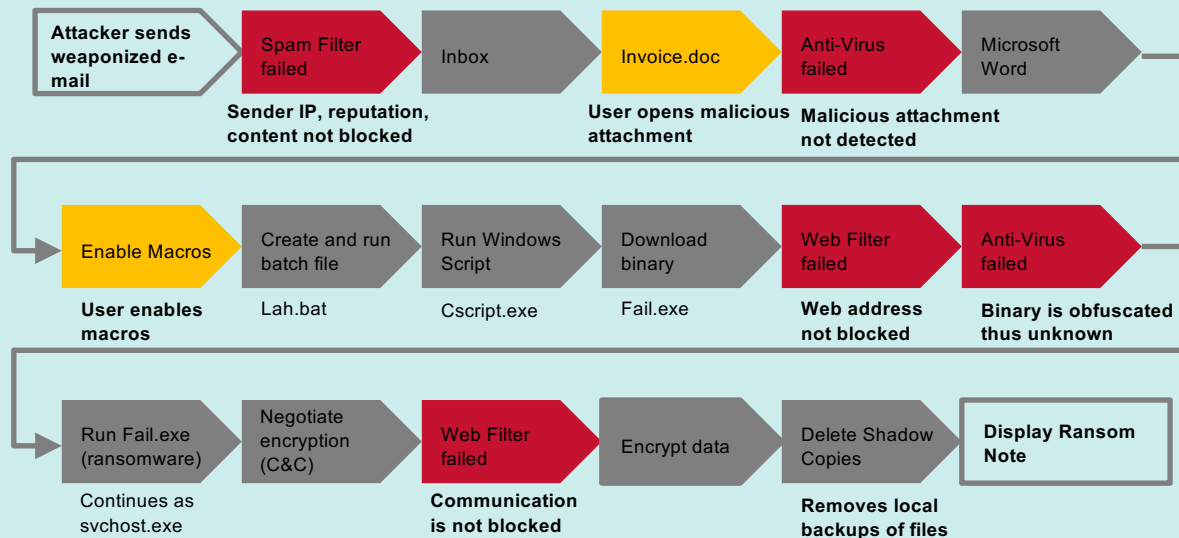 Attacker sends
weaponized e-
mail
Spam Filter
failed
Inbox
Invoice.doc
Anti-Virus
failed
Microsoft
Word
Sender IP, reputation,
content not blocked
User opens malicious
attachment
Malicious attachment
not detected
Enable Macros
Create and run
batch file
Run Windows
Script
Download
binary
Web Filter
failed
Anti-Virus
failed
User enables
macros
Lah.bat
Cscript.exe
Fail.exe
Web address
not blocked
Binary is obfuscated
thus unknown
Run Fail.exe
(ransomware)
Negotiate
encryption
(C&C)
Web Filter
failed
Encrypt data
Delete Shadow
Copies
Display Ransom
Note
Continues as
svchost.exe
Communication
is not blocked
Removes local
backups of files